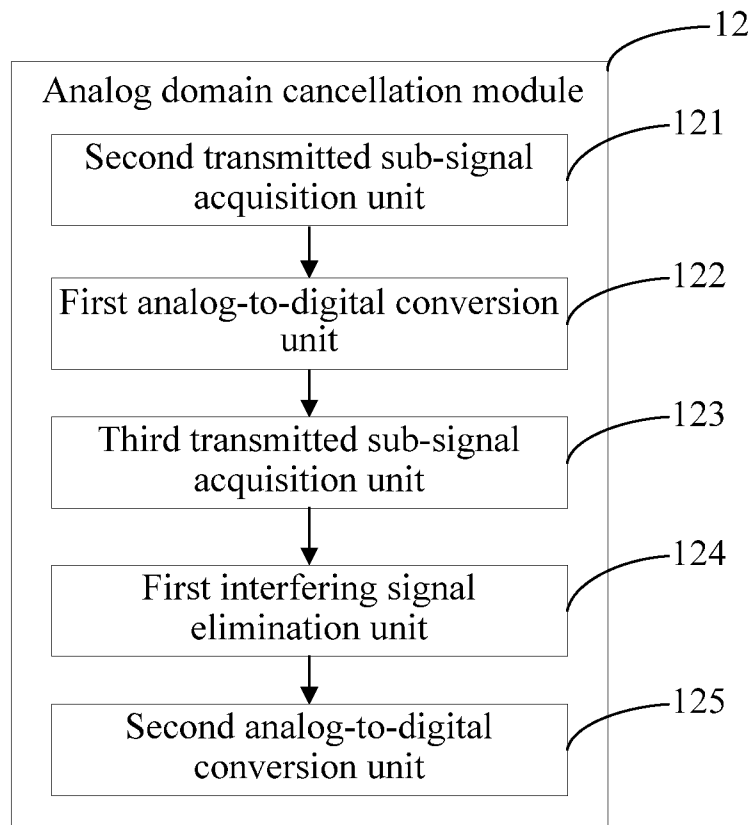 12
Analog domain cancellation module
121
Second transmitted sub-signal
acquisition unit
122
First analog-to-digital conversion
unit
123
Third transmitted sub-signal
acquisition unit
124
First interfering signal
elimination unit
125
Second analog-to-digital
conversion unit